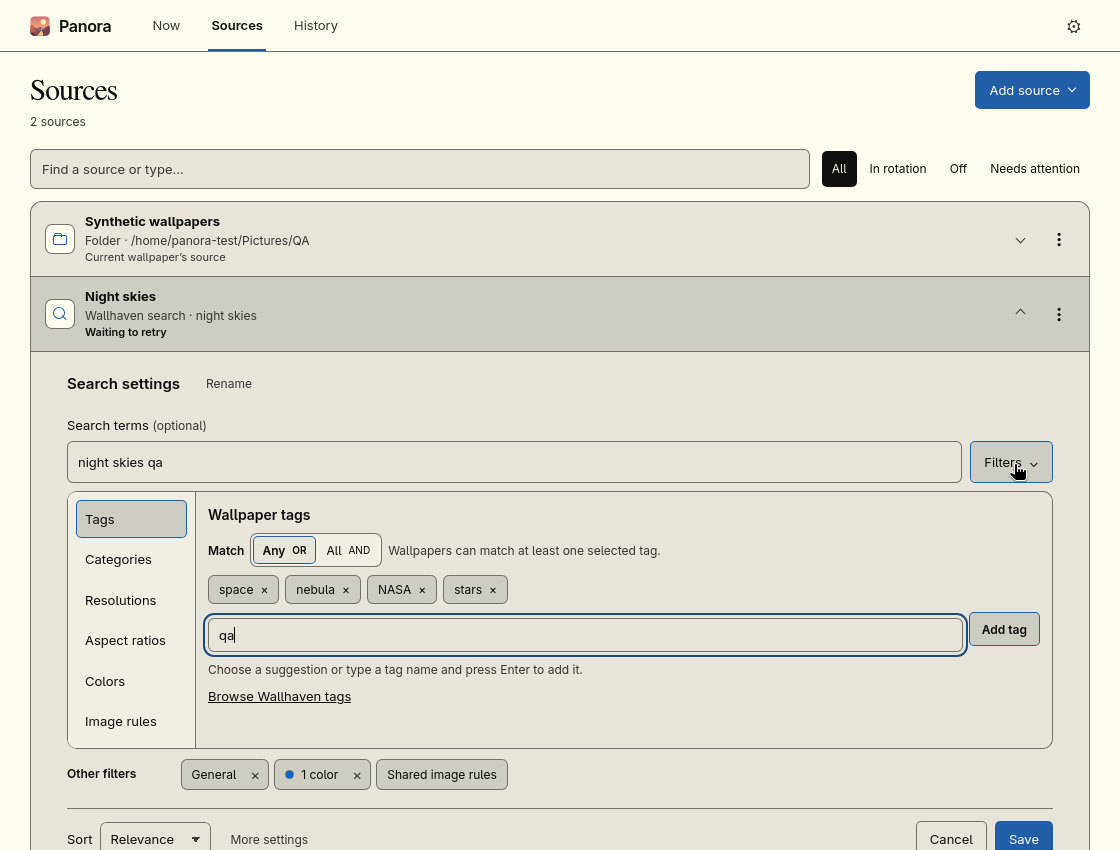 Panora Now Sources History
Sources
Add source
2 sources
Find a source or type...
All In rotation Off Needs attention
Synthetic wallpapers
Folder · /home/panora-test/Pictures/QA
Current wallpaper's source
Night skies
Wallhaven search · night skies
Waiting to retry
Search settings Rename
Search terms (optional)
night skies qa
Filters
Tags
Categories
Resolutions
Aspect ratios
Colors
Image rules
Wallpaper tags
Match Any OR All AND Wallpapers can match at least one selected tag.
space × nebula × NASA × stars ×
qa
Add tag
Choose a suggestion or type a tag name and press Enter to add it.
Browse Wallhaven tags
Other filters General × 1 color × Shared image rules
Sort Relevance More settings Cancel Save